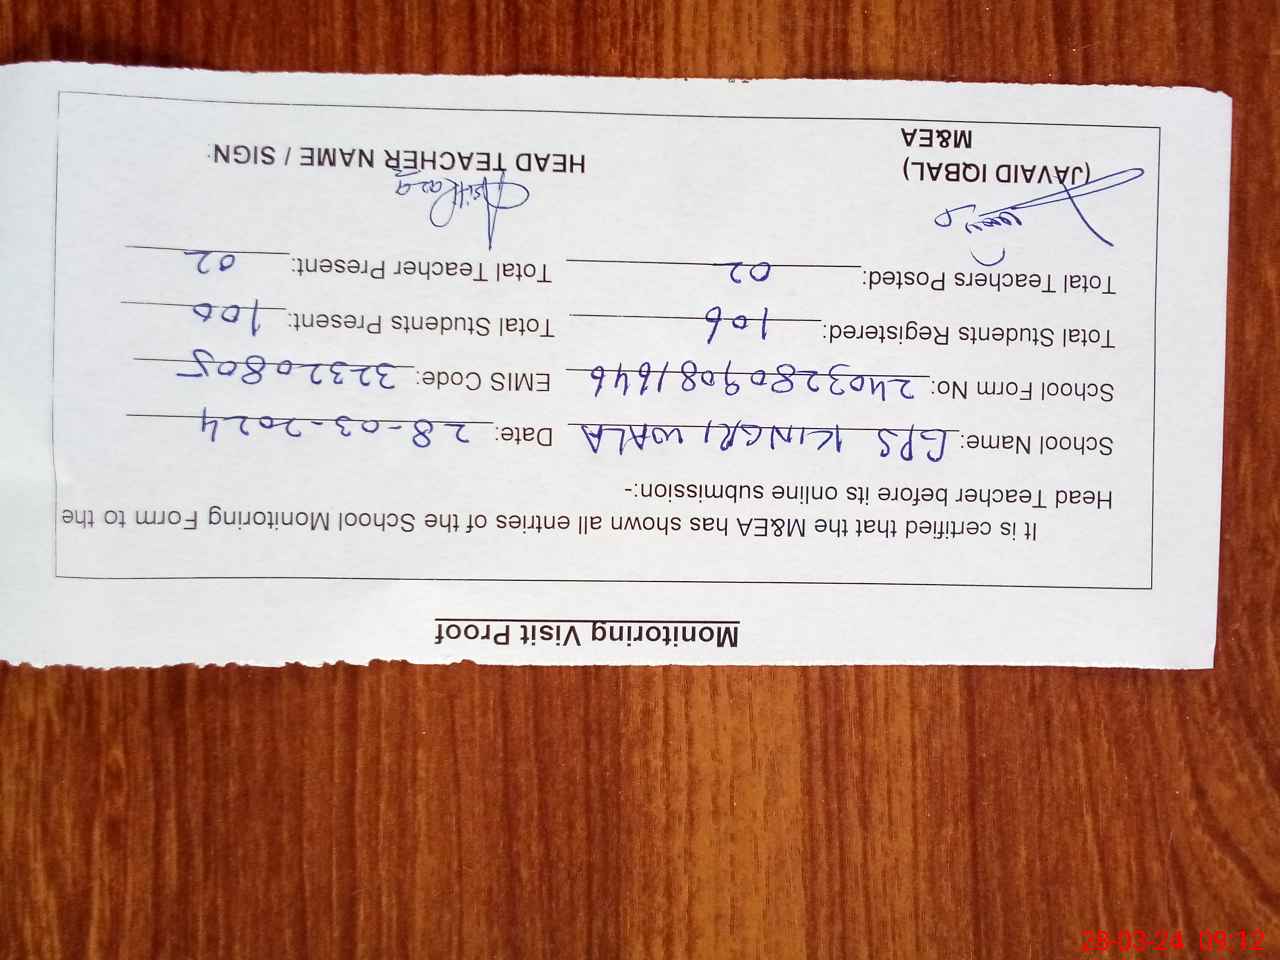 Monitoring Visit Proof
It is certified that the M&EA has shown all entries of the School Monitoring Form to the
Head Teacher before its online submission:-
School Name: GPS KINGRI WALA Date: 28-03-2024
School Form No: 24032809081646 EMIS Code: 32320805
Total Students Registered: 106 Total Students Present: 100
Total Teachers Posted: 02 Total Teacher Present: 02
Asif Raza
(JAVAID IQBAL) HEAD TEACHER NAME / SIGN:
M&EA
28-03-24 09:12